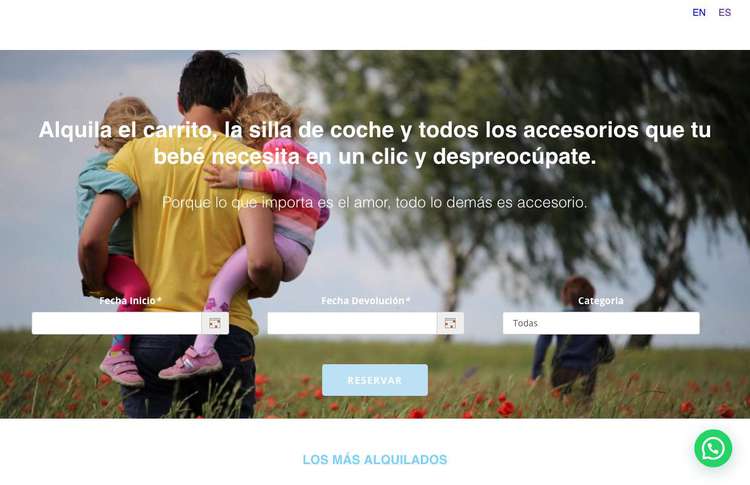 EN ES
Alquila el carrito, la silla de coche y todos los accesorios que tu
bebé necesita en un clic y despreocúpate.
Porque lo que importa es el amor, todo lo demás es accesorio.
Fecha Inicio* Fecha Devolución* Categoria
Todas
RESERVAR
LOS MÁS ALQUILADOS